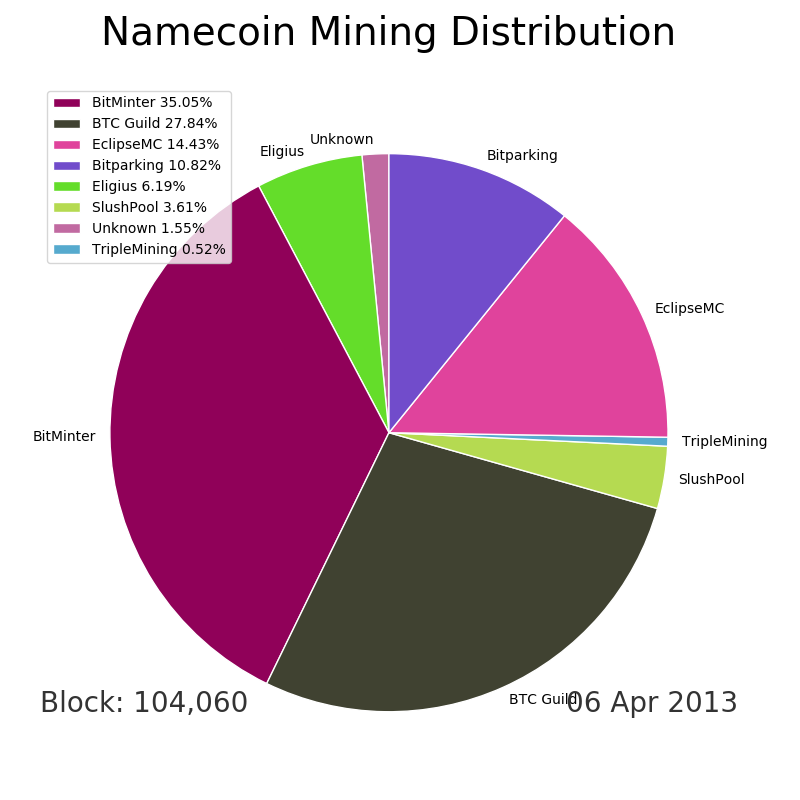 Namecoin Mining Distribution
BitMinter 35.05%
BTC Guild 27.84%
EclipseMC 14.43%
Bitparking 10.82%
Eligius 6.19%
SlushPool 3.61%
Unknown 1.55%
TripleMining 0.52%
Unknown
Eligius
Bitparking
EclipseMC
BitMinter
TripleMining
SlushPool
BTC Guild
Block: 104,060
06 Apr 2013